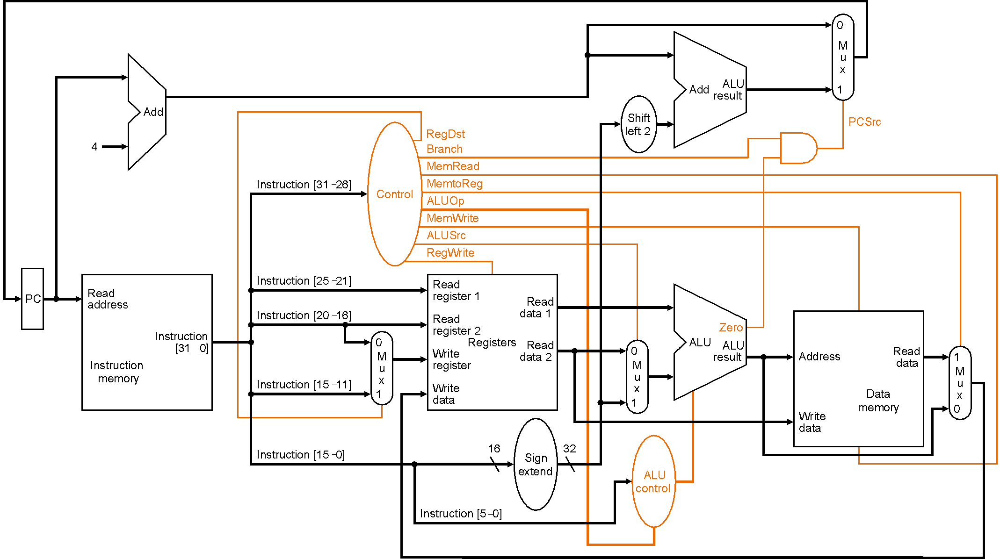 0
M
u
x
1
Add
ALU
result
Shift
left 2
PCSrc
Add
4
RegDst
Branch
MemRead
MemtoReg
ALUOp
MemWrite
ALUSrc
RegWrite
Control
Instruction [31–26]
Instruction [25–21]
Instruction [20–16]
Instruction [15–11]
Instruction [15–0]
Instruction [5–0]
PC
Read
address
Instruction
[31 0]
Instruction
memory
0
M
u
x
1
Read
register 1
Read
register 2
Write
register
Write
data
Registers
Read
data 1
Read
data 2
0
M
u
x
1
Zero
ALU
ALU
result
Address
Write
data
Read
data
Data
memory
1
M
u
x
0
16
Sign
extend
32
ALU
control